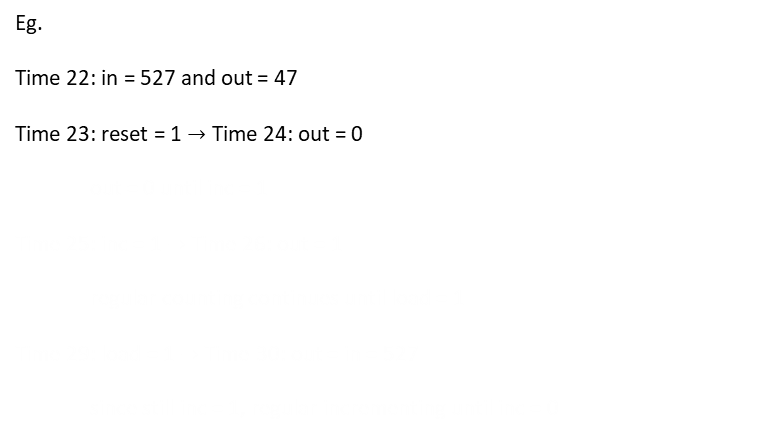 Eg.
Time 22: in = 527 and out = 47
Time 23: reset = 1 → Time 24: out = 0